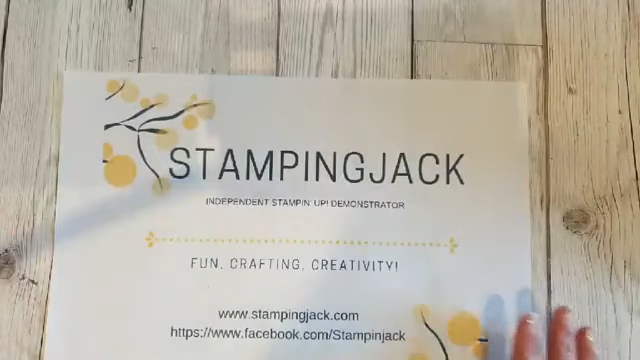 STAMPINGJACK
INDEPENDENT STAMPIN' UP! DEMONSTRATOR
FUN, CRAFTING, CREATIVITY!
www.stampingjack.com
https://www.facebook.com/Stampinjack